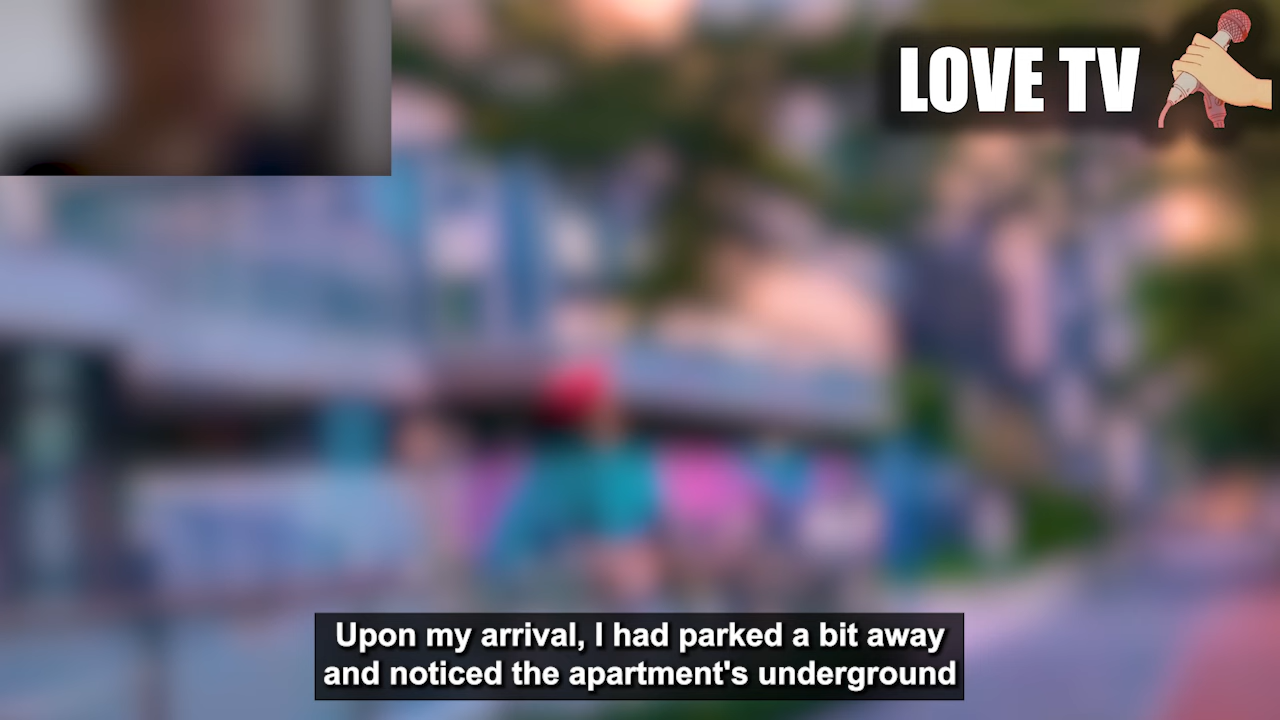 LOVE TV
Upon my arrival, I had parked a bit away
and noticed the apartment's underground